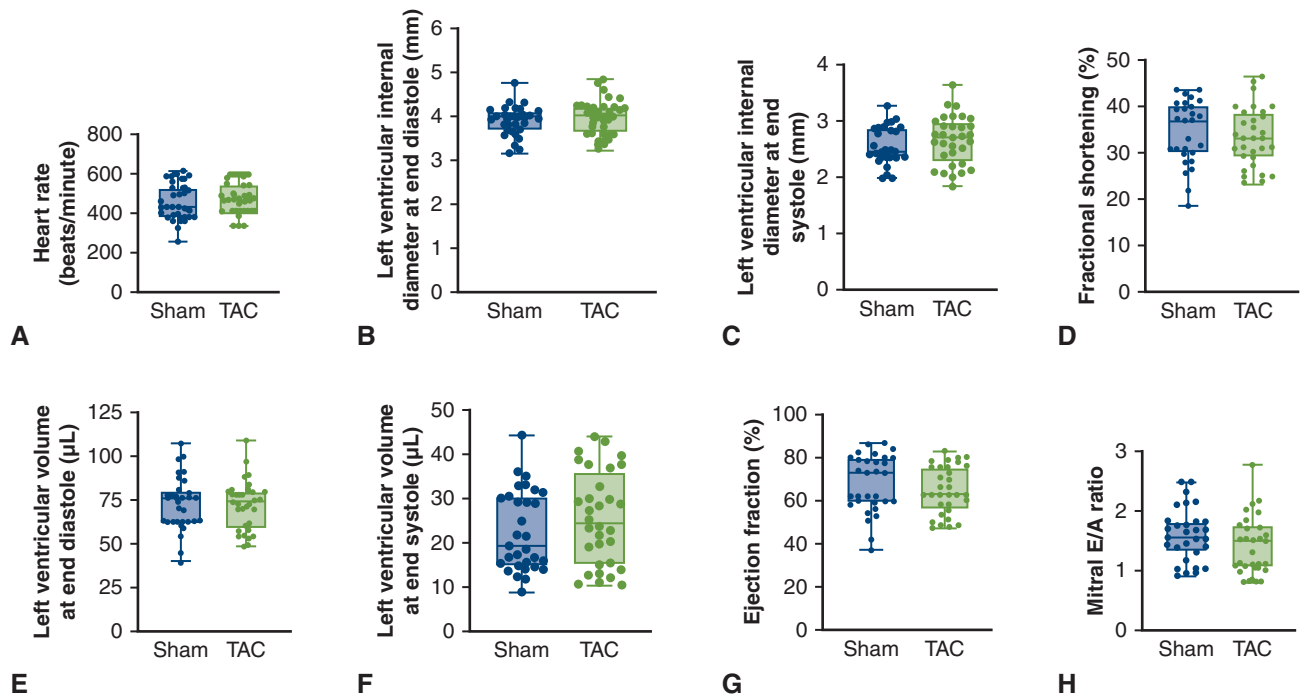 Heart rate
(beats/minute)
800
600
400
200
0
Sham TAC
A
Left ventricular internal
diameter at end diastole (mm)
6
5
4
3
2
1
0
Sham TAC
B
Left ventricular internal
diameter at end
systole (mm)
4
3
2
1
0
Sham TAC
C
Fractional shortening (%)
50
40
30
20
10
0
Sham TAC
D
Left ventricular volume
at end diastole (µL)
125
100
75
50
25
0
Sham TAC
E
Left ventricular volume
at end systole (µL)
50
40
30
20
10
0
Sham TAC
F
Ejection fraction (%)
100
80
60
40
20
0
Sham TAC
G
Mitral E/A ratio
3
2
1
0
Sham TAC
H